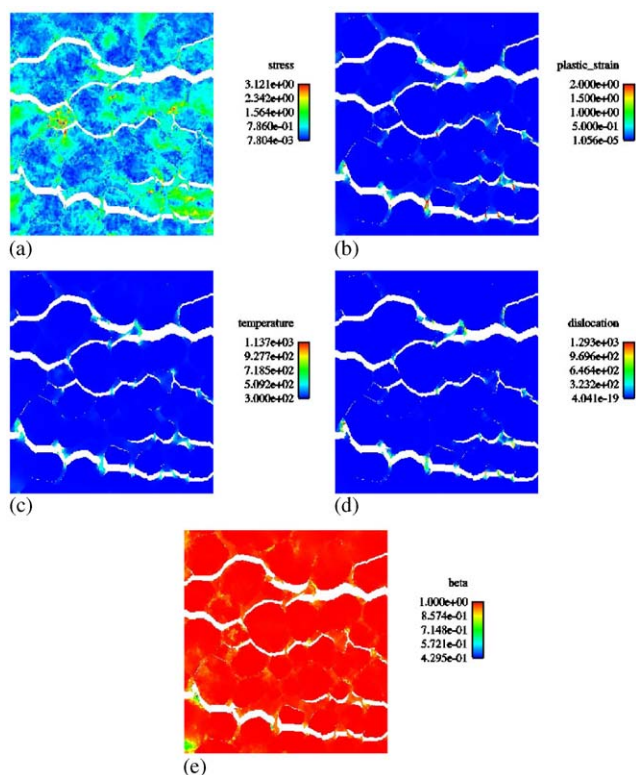 stress
3.121e+00
2.342e+00
1.564e+00
7.860e-01
7.804e-03
(a)
plastic_strain
2.000e+00
1.500e+00
1.000e+00
5.000e-01
1.056e-05
(b)
temperature
1.137e+03
9.277e+02
7.185e+02
5.092e+02
3.000e+02
(c)
dislocation
1.293e+03
9.696e+02
6.464e+02
3.232e+02
4.041e-19
(d)
beta
1.000e+00
8.574e-01
7.148e-01
5.721e-01
4.295e-01
(e)